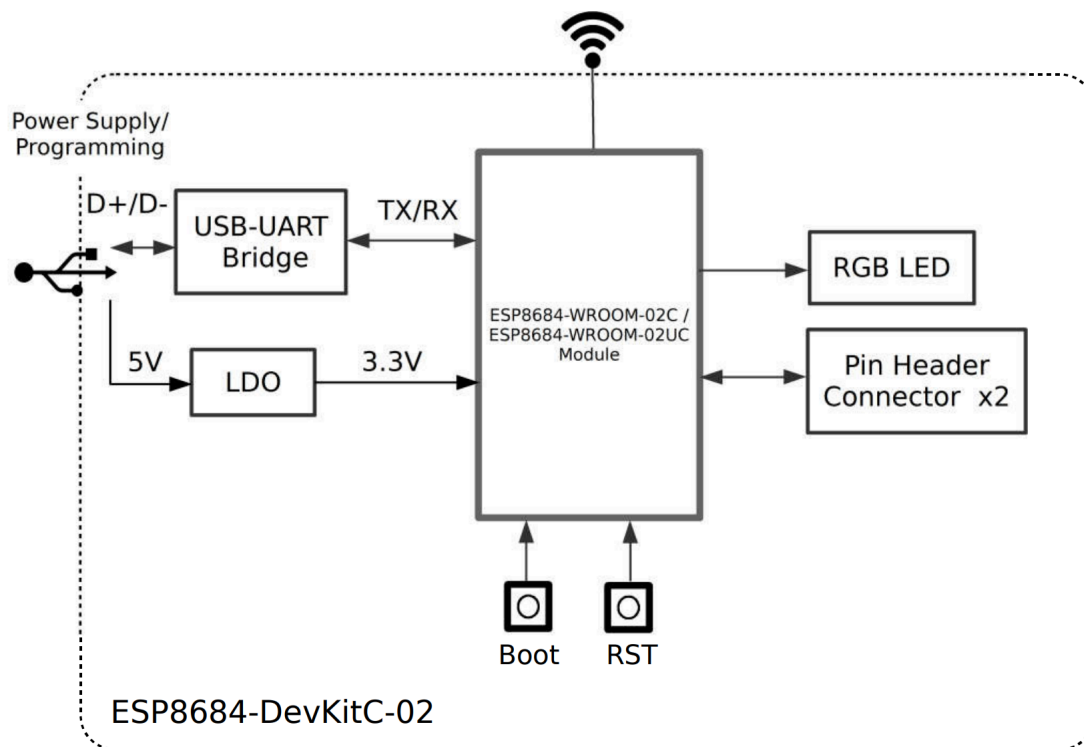 Power Supply/
Programming
D+/D-
USB-UART
Bridge
TX/RX
5V
LDO
3.3V
ESP8684-WROOM-02C /
ESP8684-WROOM-02UC
Module
RGB LED
Pin Header
Connector x2
Boot
RST
ESP8684-DevKitC-02